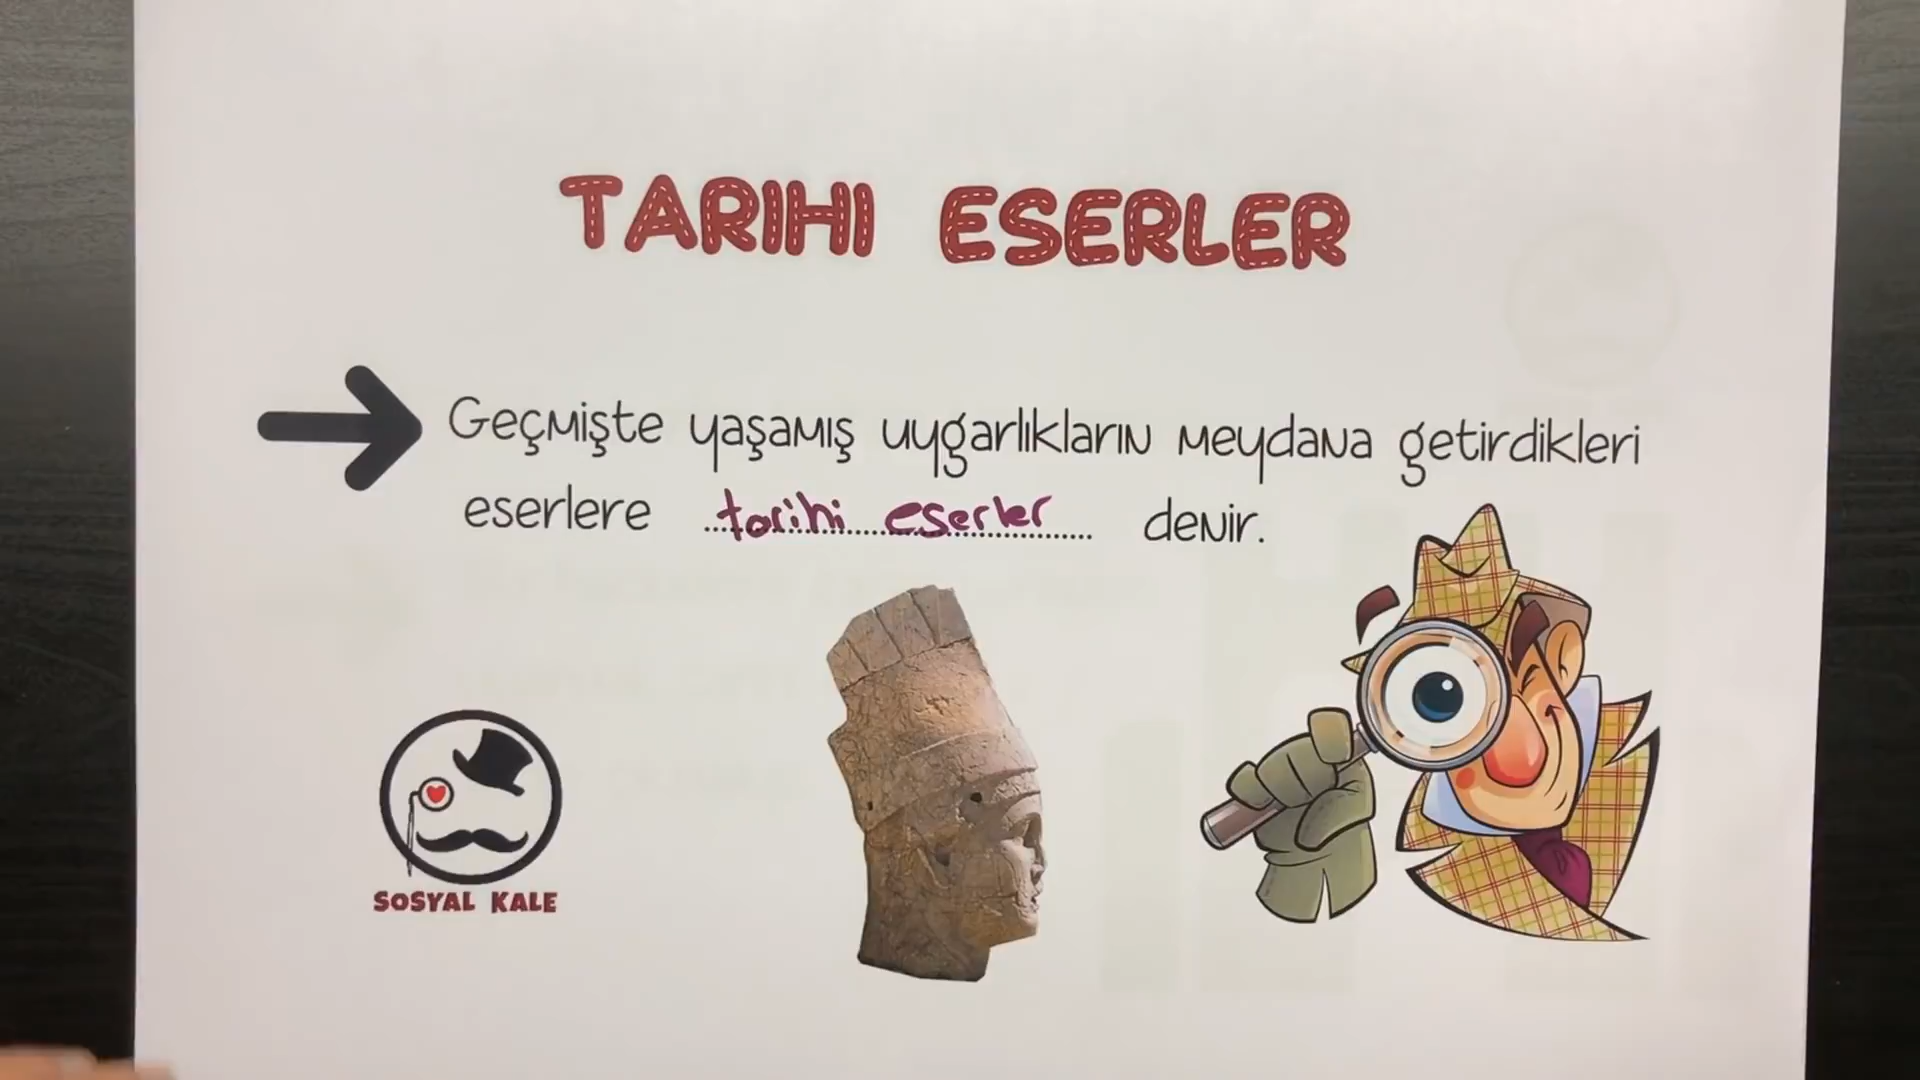 TARIHI ESERLER
Geçmişte yaşamış uygarlıkların meydana getirdikleri
eserlere tarihi eserler denir.
SOSYAL KALE